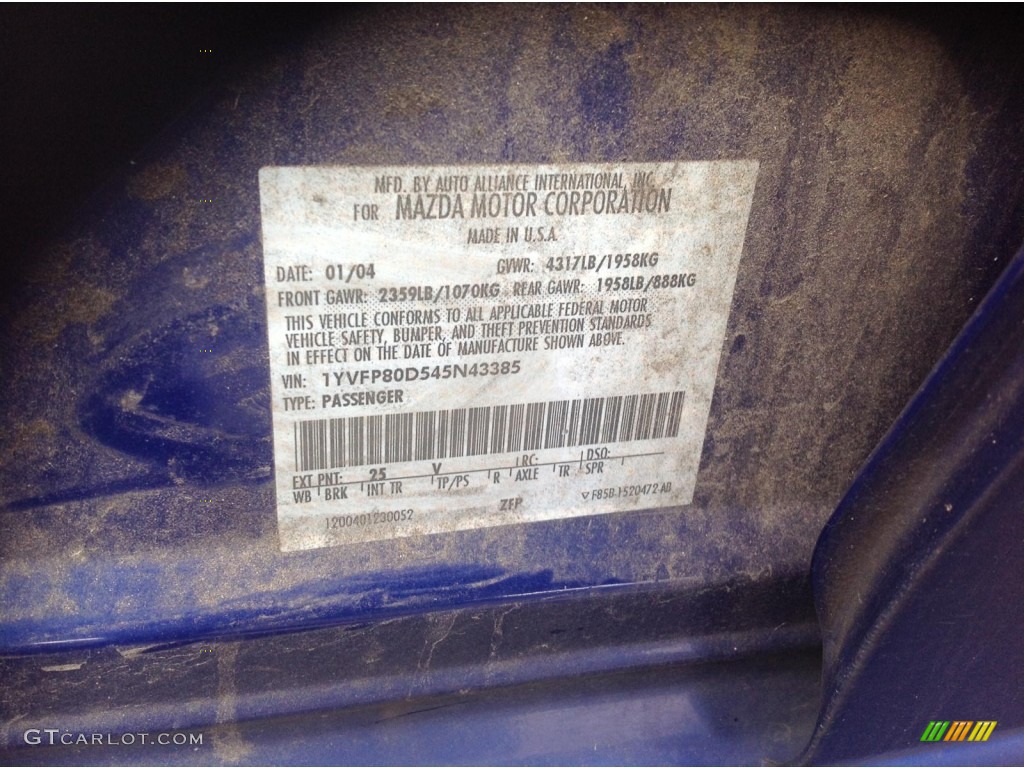 MFD. BY AUTO ALLIANCE INTERNATIONAL, INC.
FOR MAZDA MOTOR CORPORATION
MADE IN U.S.A.
DATE: 01/04 GVWR: 4317LB/1958KG
FRONT GAWR: 2359LB/1070KG REAR GAWR: 1958LB/888KG
THIS VEHICLE CONFORMS TO ALL APPLICABLE FEDERAL MOTOR
VEHICLE SAFETY, BUMPER, AND THEFT PREVENTION STANDARDS
IN EFFECT ON THE DATE OF MANUFACTURE SHOWN ABOVE.
VIN: 1YVFP80D545N43385
TYPE: PASSENGER
EXT PNT: 25 V RC: DSO:
WB BRK INT TR TP/PS R AXLE TR SPR
1200401230052 ZFP F85B 1520472 AB
GTCARLOT.COM